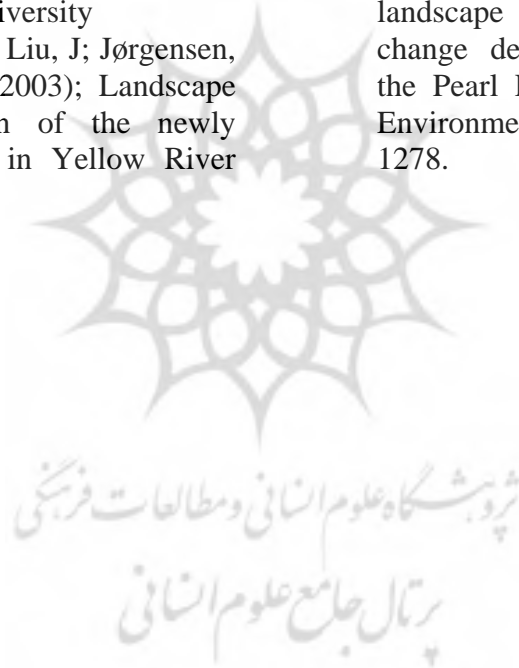 iversity
Liu, J; Jørgensen,
2003); Landscape
n of the newly
in Yellow River
landscape
change de
the Pearl
Environme
1278.
پژوهشگاه علوم انسانی و مطالعات فرهنگی
پرتال جامع علوم انسانی